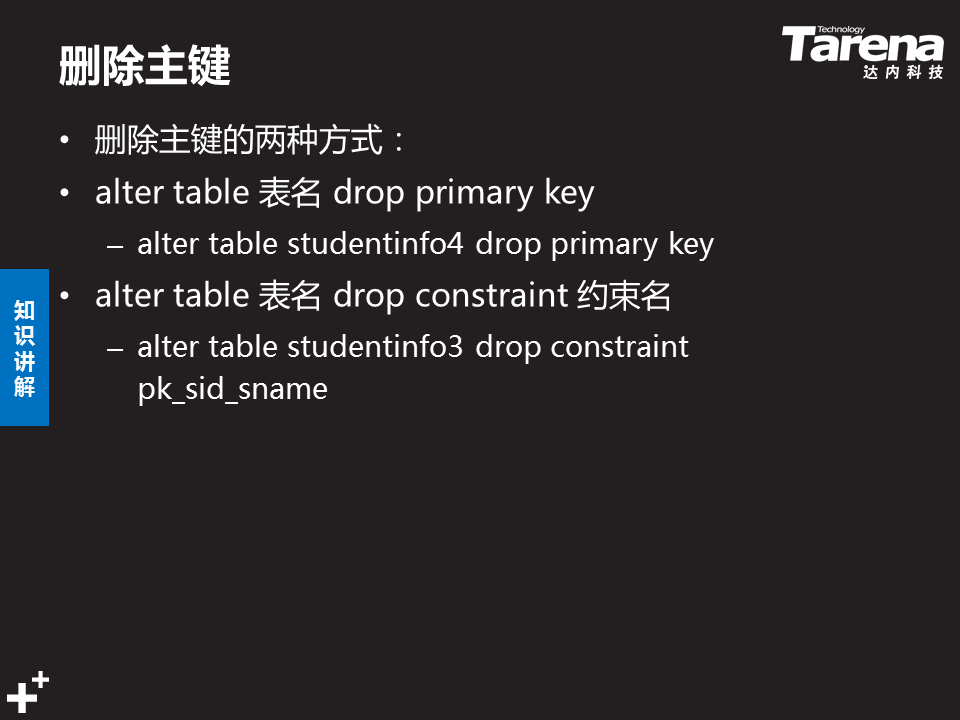 删除主键
Technology
Tarena
达内科技
• 删除主键的两种方式：
• alter table 表名 drop primary key
– alter table studentinfo4 drop primary key
• alter table 表名 drop constraint 约束名
– alter table studentinfo3 drop constraint
pk_sid_sname
知
识
讲
解